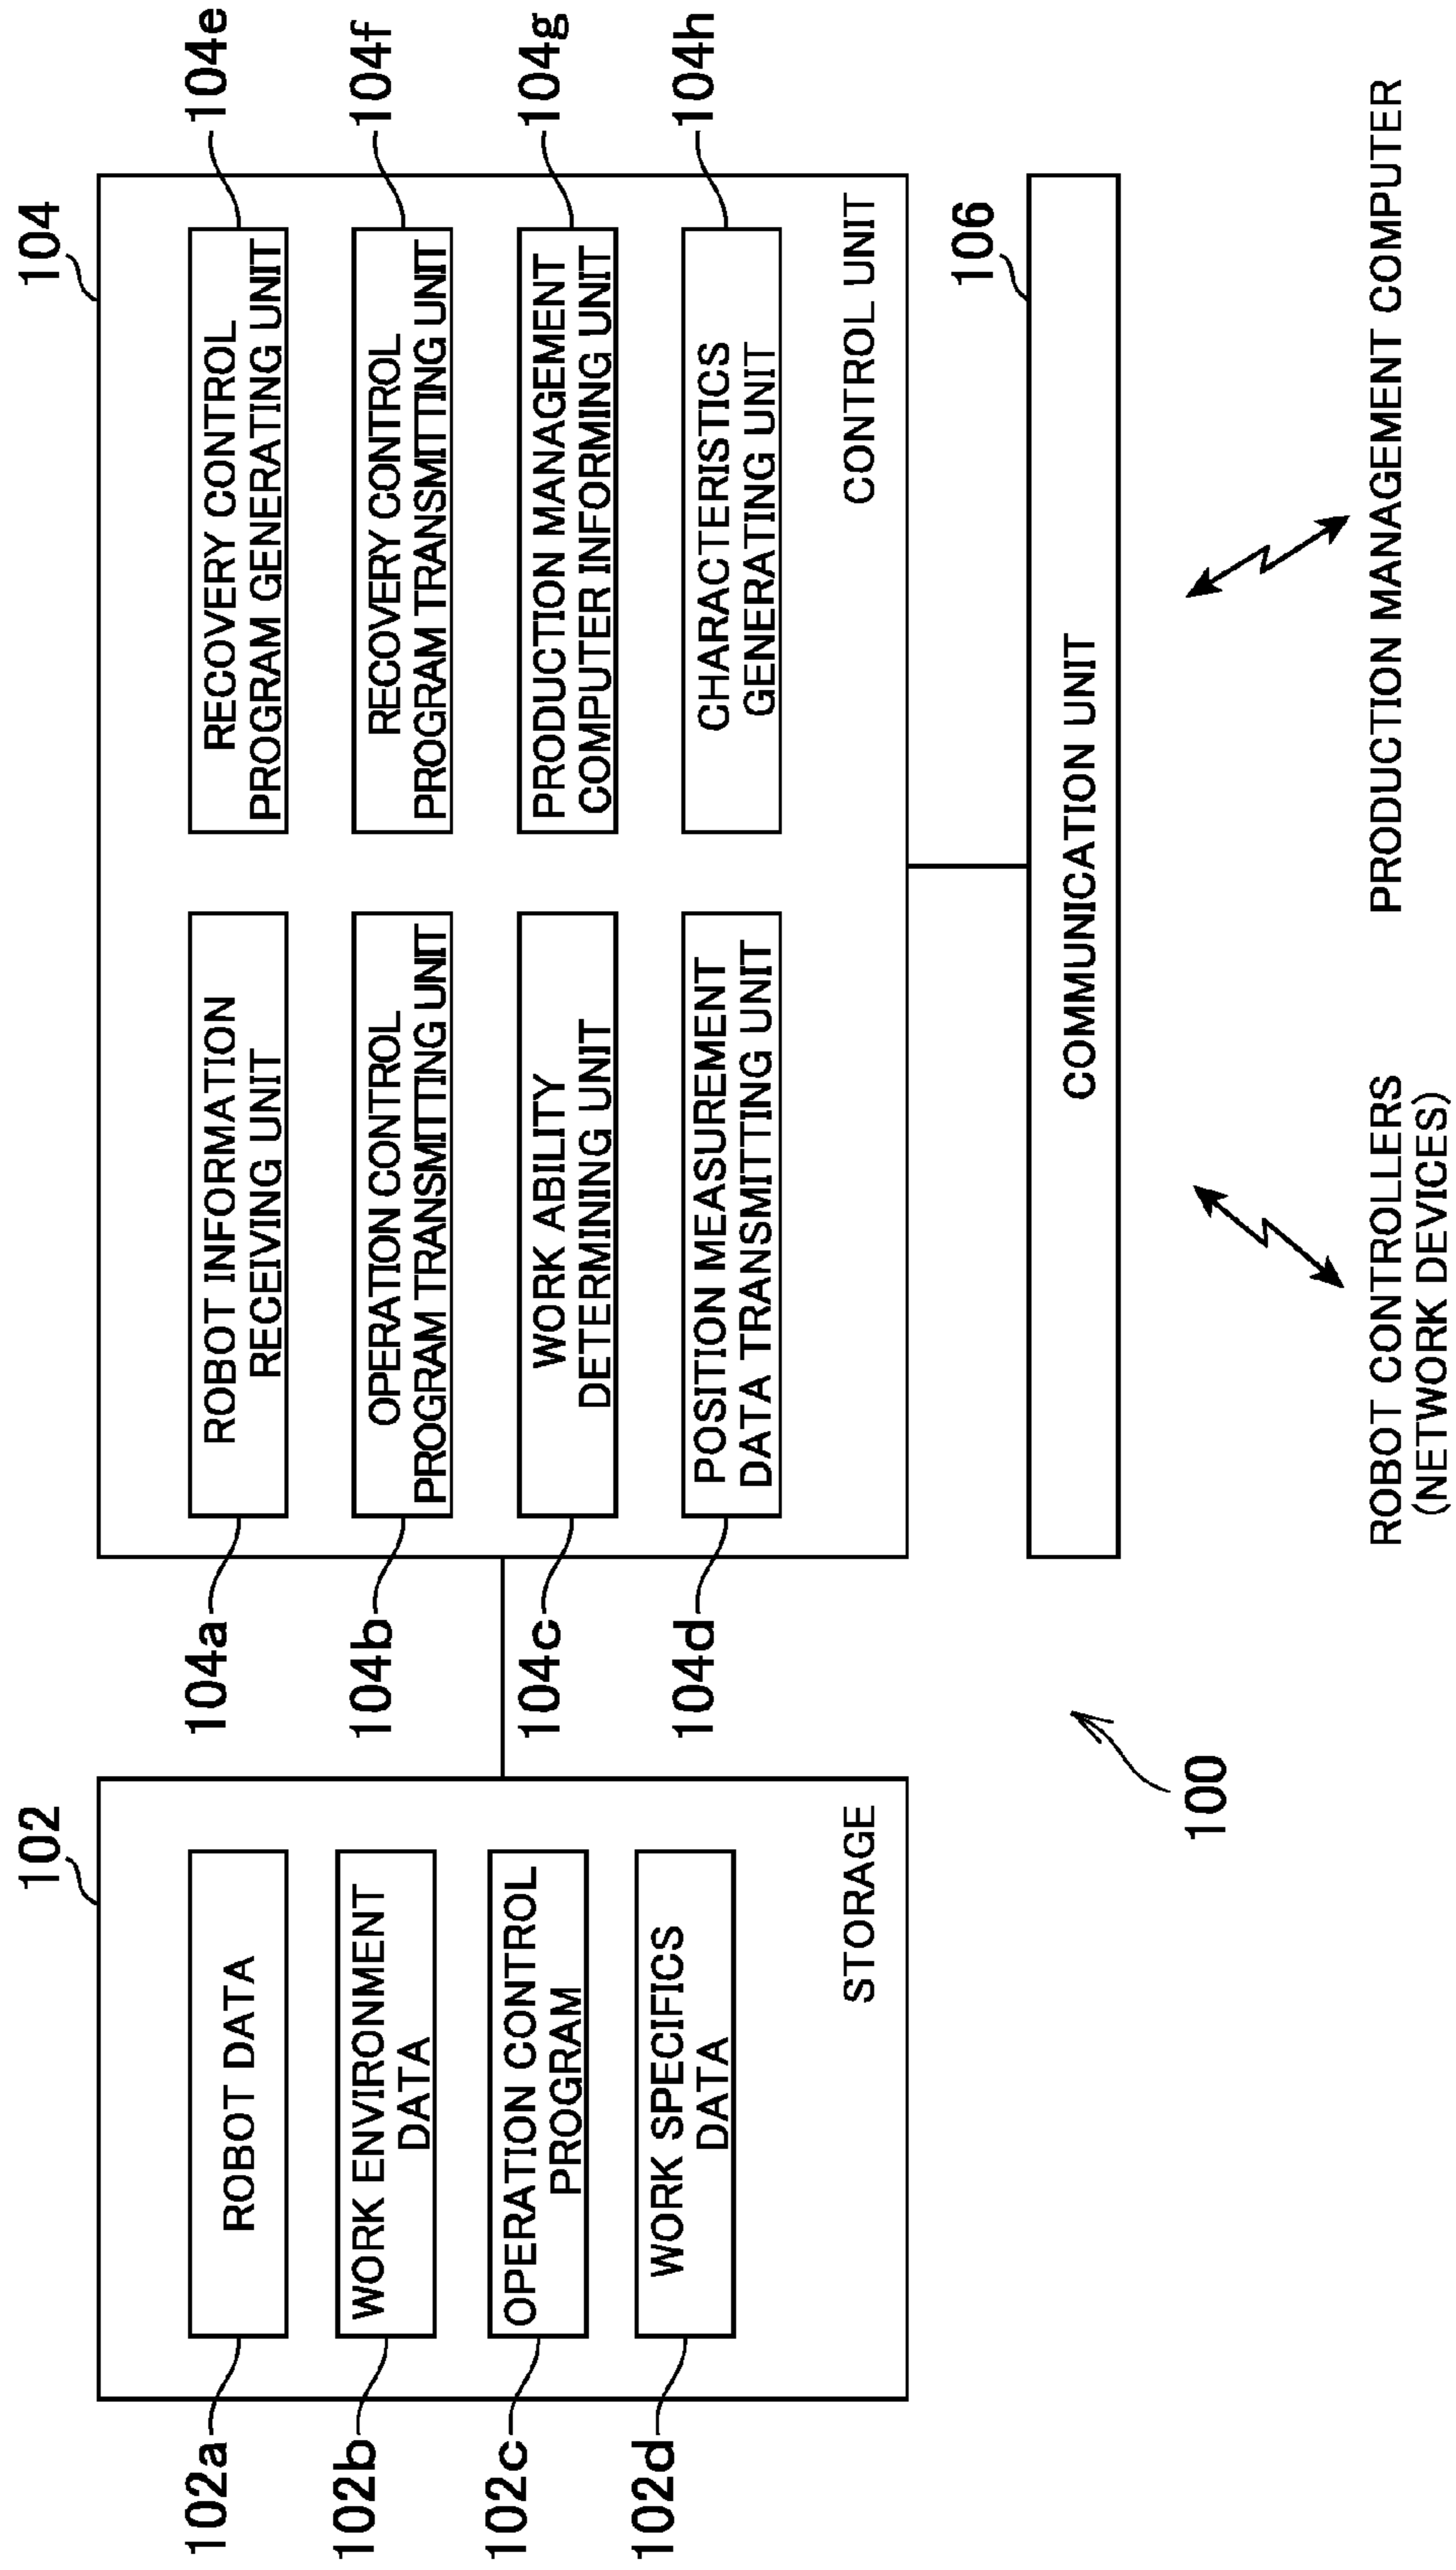 102
102a
ROBOT DATA
102b
WORK ENVIRONMENT
DATA
102c
OPERATION CONTROL
PROGRAM
102d
WORK SPECIFICS
DATA
STORAGE
104
104a
ROBOT INFORMATION
RECEIVING UNIT
104b
OPERATION CONTROL
PROGRAM TRANSMITTING UNIT
104c
WORK ABILITY
DETERMINING UNIT
104d
POSITION MEASUREMENT
DATA TRANSMITTING UNIT
RECOVERY CONTROL
PROGRAM GENERATING UNIT
104e
RECOVERY CONTROL
PROGRAM TRANSMITTING UNIT
104f
PRODUCTION MANAGEMENT
COMPUTER INFORMING UNIT
104g
CHARACTERISTICS
GENERATING UNIT
104h
CONTROL UNIT
106
COMMUNICATION UNIT
100
ROBOT CONTROLLERS
(NETWORK DEVICES)
PRODUCTION MANAGEMENT COMPUTER